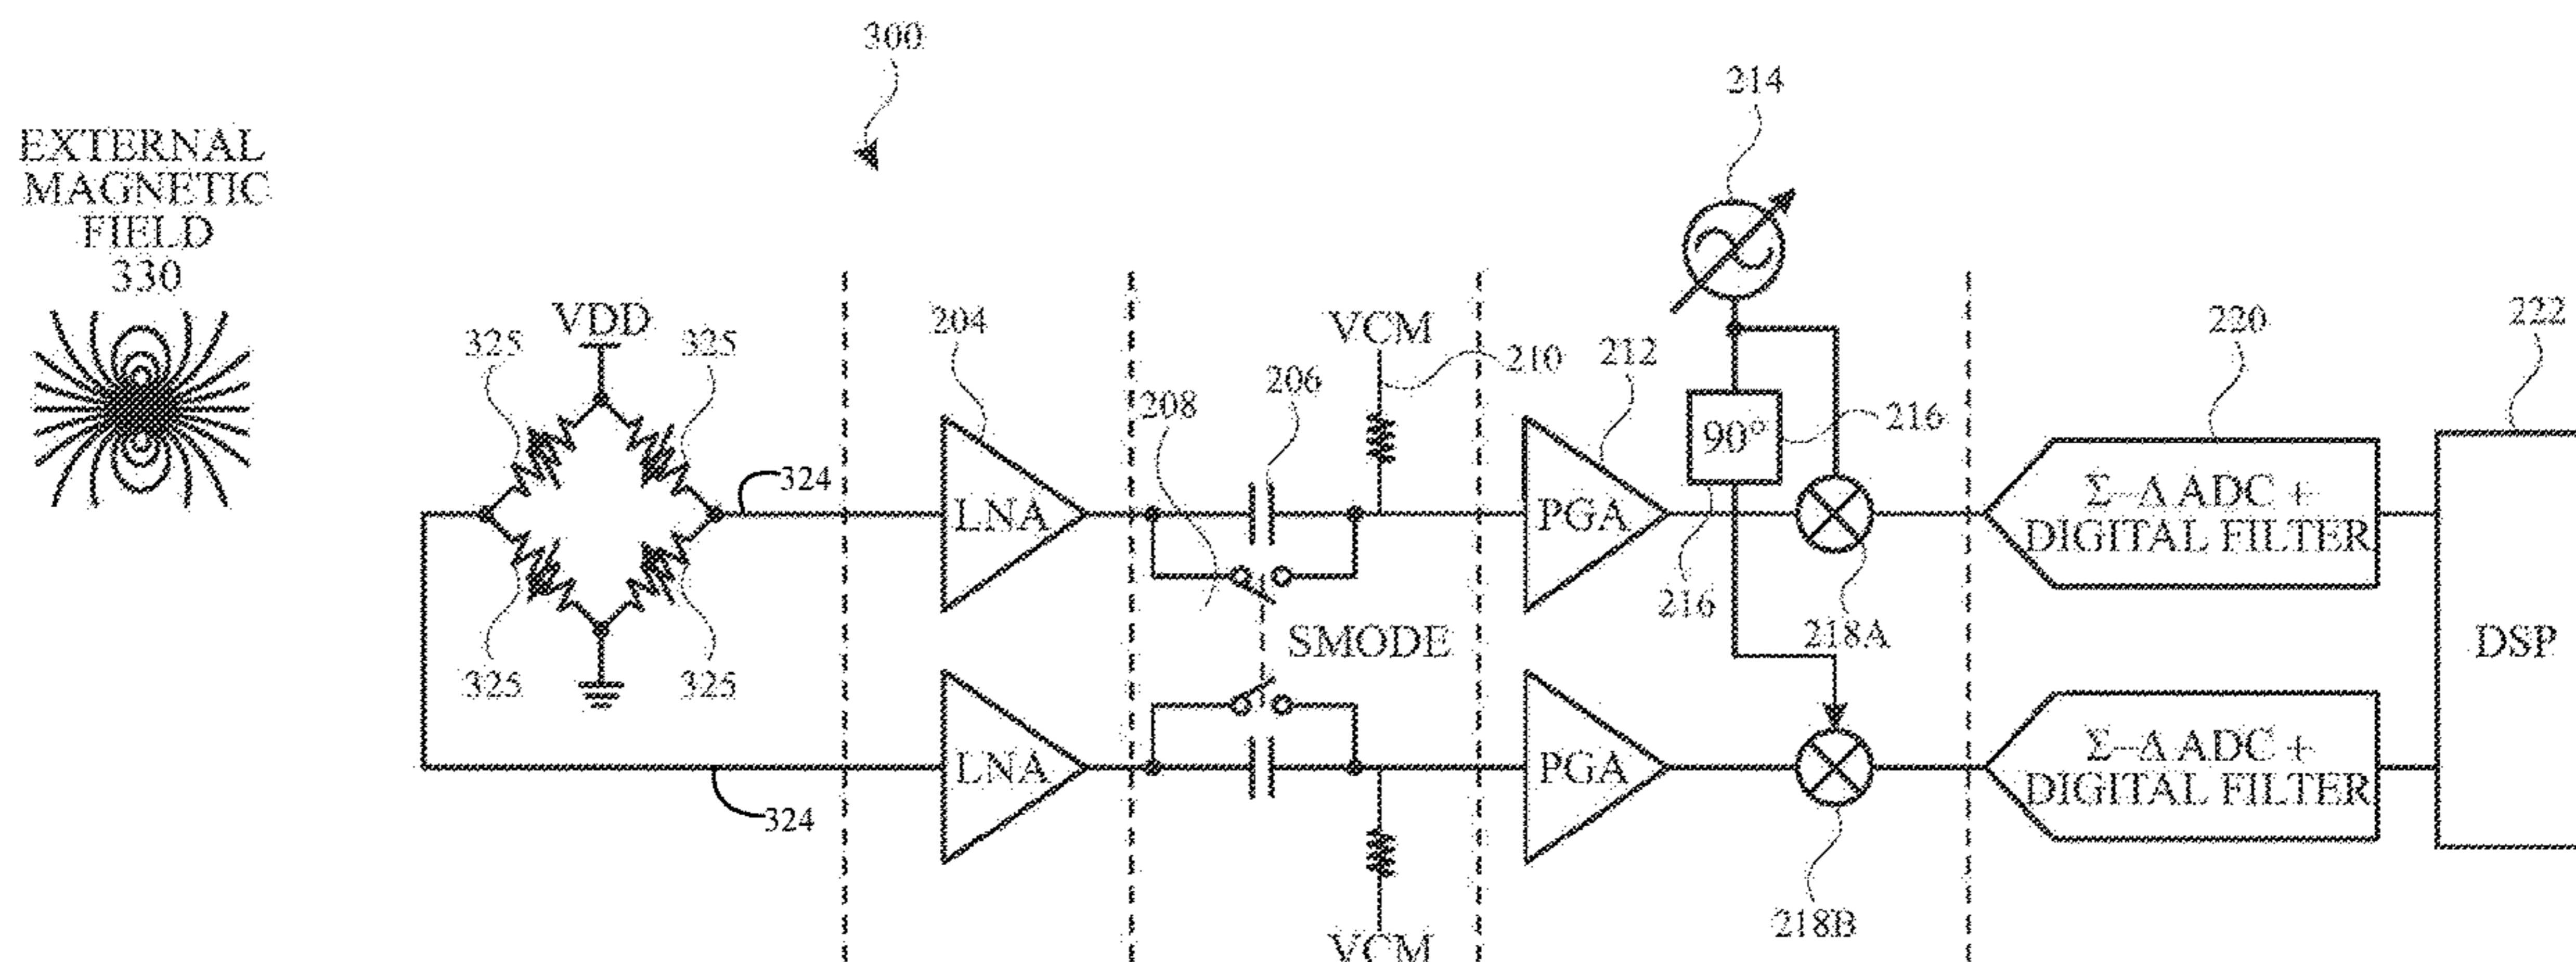 300
214
EXTERNAL
MAGNETIC
FIELD
330
VDD
325
325
204
VCM
210
212
220
222
206
208
90°
216
324
LNA
PGA
Σ–Δ ADC +
DIGITAL FILTER
216
218A
SMODE
DSP
325
325
LNA
PGA
Σ–Δ ADC +
DIGITAL FILTER
324
218B
VCM